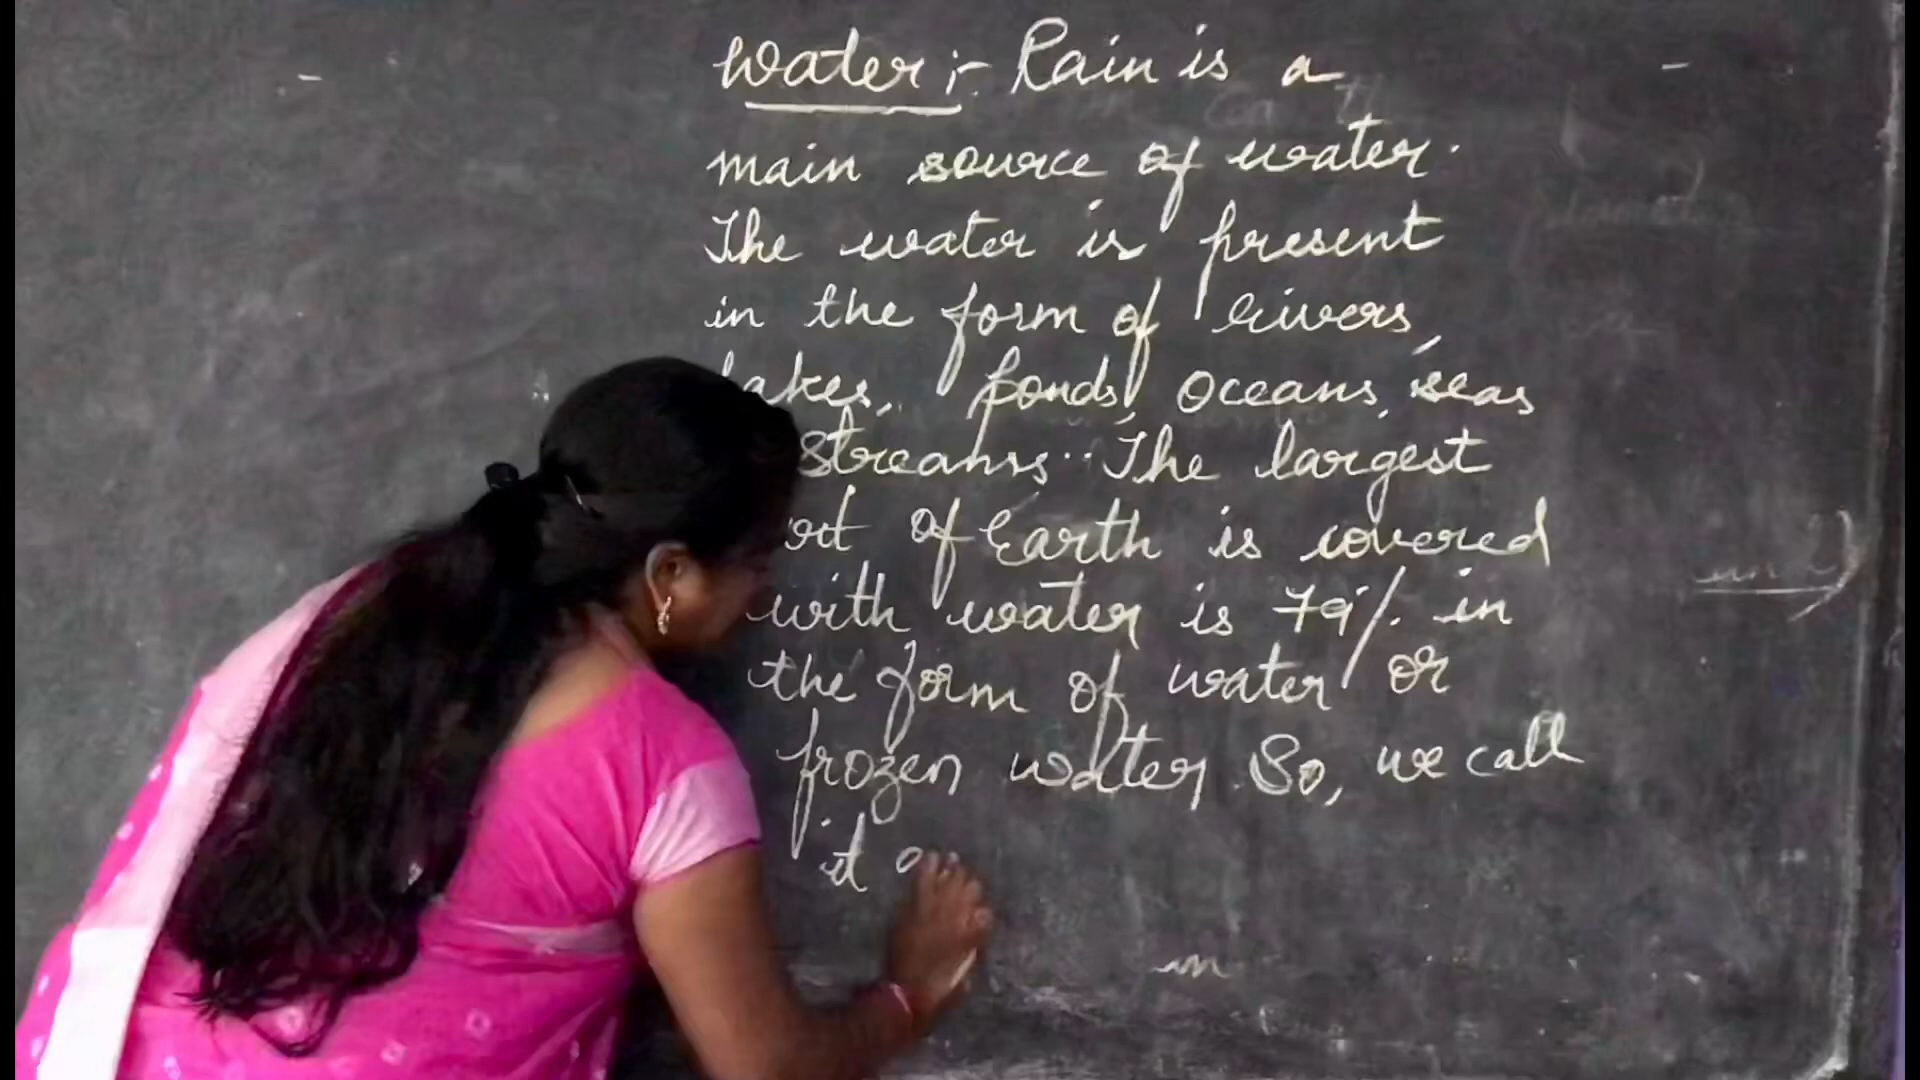 Water :- Rain is a
main source of water.
The water is present
in the form of rivers,
lakes, ponds, oceans, seas
streams. The largest
of Earth is covered
with water is 79% in
the form of water or
frozen water. So, we call
it
in